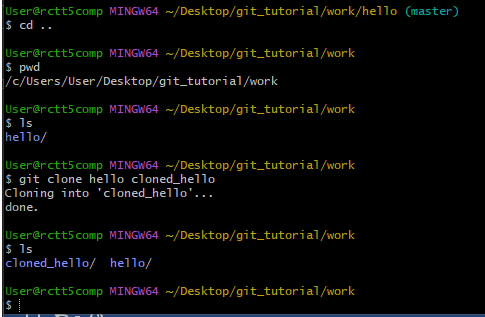 User@rctt5comp MINGW64 ~/Desktop/git_tutorial/work/hello (master)
$ cd ..
User@rctt5comp MINGW64 ~/Desktop/git_tutorial/work
$ pwd
/c/Users/User/Desktop/git_tutorial/work
User@rctt5comp MINGW64 ~/Desktop/git_tutorial/work
$ ls
hello/
User@rctt5comp MINGW64 ~/Desktop/git_tutorial/work
$ git clone hello cloned_hello
Cloning into 'cloned_hello'...
done.
User@rctt5comp MINGW64 ~/Desktop/git_tutorial/work
$ ls
cloned_hello/  hello/
User@rctt5comp MINGW64 ~/Desktop/git_tutorial/work
$